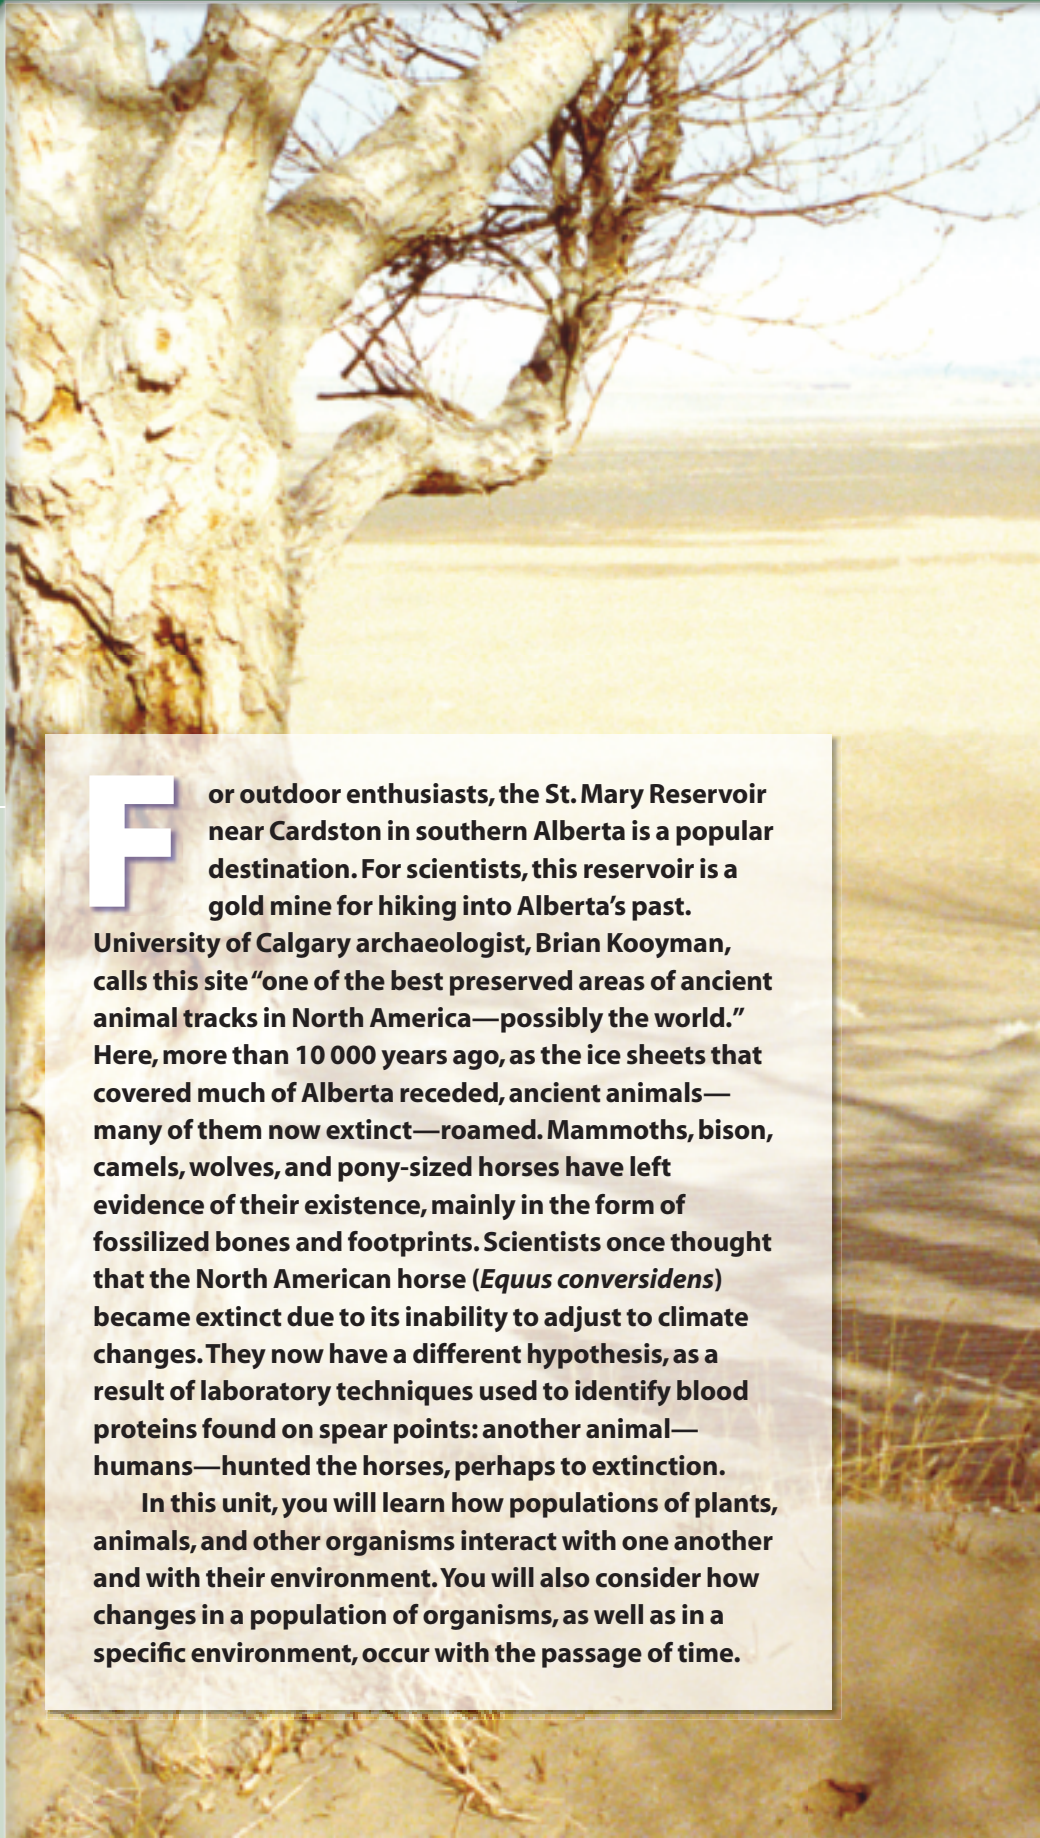 For outdoor enthusiasts, the St. Mary Reservoir
near Cardston in southern Alberta is a popular
destination. For scientists, this reservoir is a
gold mine for hiking into Alberta’s past.
University of Calgary archaeologist, Brian Kooyman,
calls this site “one of the best preserved areas of ancient
animal tracks in North America—possibly the world.”
Here, more than 10 000 years ago, as the ice sheets that
covered much of Alberta receded, ancient animals—
many of them now extinct—roamed. Mammoths, bison,
camels, wolves, and pony-sized horses have left
evidence of their existence, mainly in the form of
fossilized bones and footprints. Scientists once thought
that the North American horse (Equus conversidens)
became extinct due to its inability to adjust to climate
changes. They now have a different hypothesis, as a
result of laboratory techniques used to identify blood
proteins found on spear points: another animal—
humans—hunted the horses, perhaps to extinction.
In this unit, you will learn how populations of plants,
animals, and other organisms interact with one another
and with their environment. You will also consider how
changes in a population of organisms, as well as in a
specific environment, occur with the passage of time.